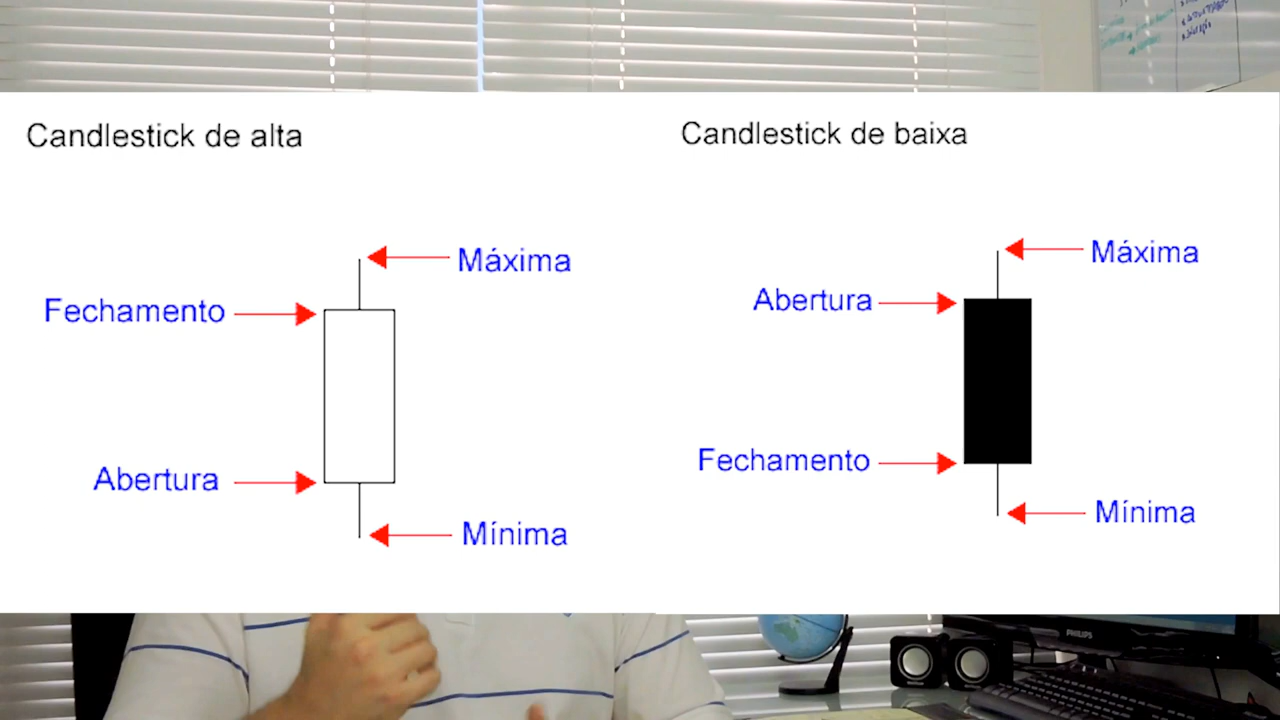 Candlestick de alta
Máxima
Fechamento
Abertura
Mínima
Candlestick de baixa
Máxima
Abertura
Fechamento
Mínima
PHILIPS